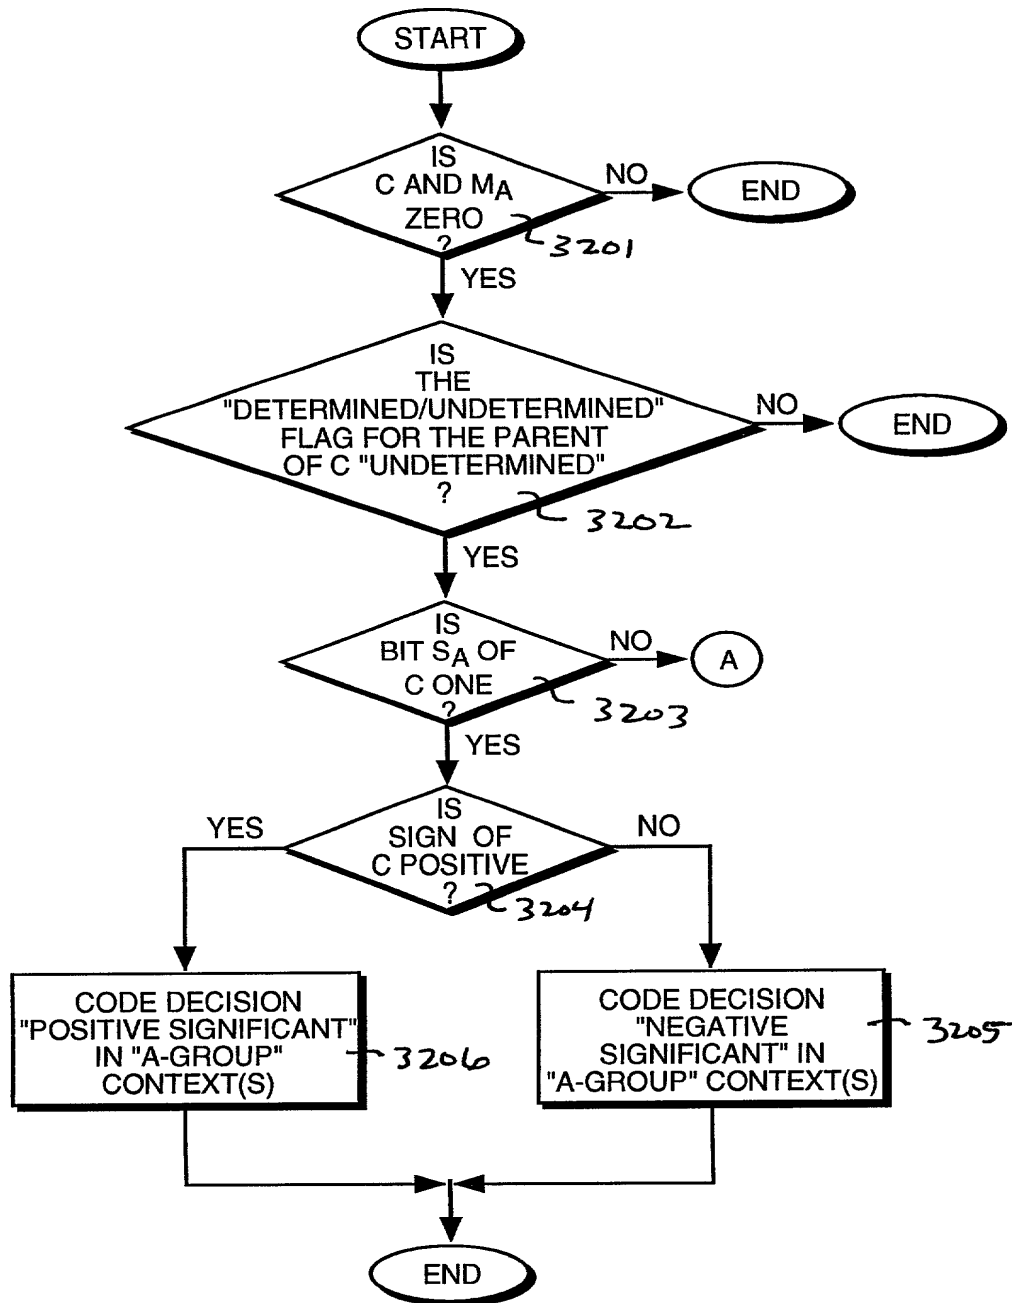 START
IS
C AND MA
ZERO
?
3201
NO
END
YES
IS
THE
"DETERMINED/UNDETERMINED"
FLAG FOR THE PARENT
OF C "UNDETERMINED"
?
3202
NO
END
YES
IS
BIT SA OF
C ONE
?
3203
NO
A
YES
IS
SIGN OF
C POSITIVE
?
3204
YES
NO
CODE DECISION
"POSITIVE SIGNIFICANT"
IN "A-GROUP"
CONTEXT(S)
3206
CODE DECISION
"NEGATIVE
SIGNIFICANT" IN
"A-GROUP" CONTEXT(S)
3205
END